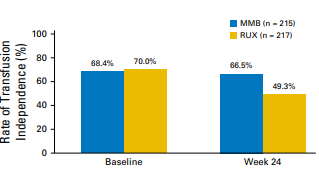 MMB (n = 215)
RUX (n = 217)
Rate of Transfusion
Independence (%)
100
80
60
40
20
0
68.4%
70.0%
66.5%
49.3%
Baseline
Week 24